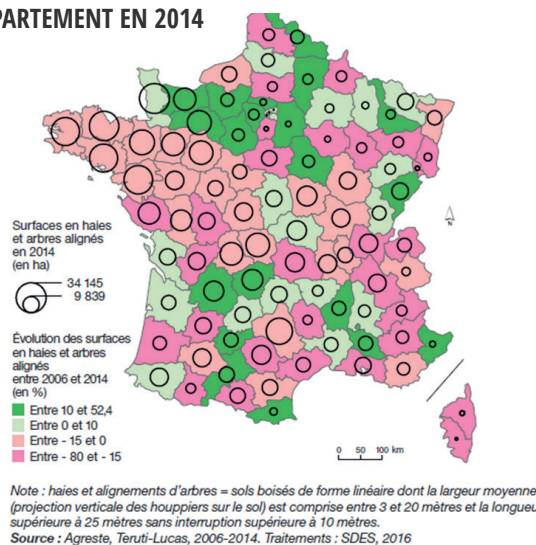 PARTEMENT EN 2014
Surfaces en haies
et arbres alignés
en 2014
(en ha)
34 145
9 839
Évolution des surfaces
en haies et arbres
alignés
entre 2006 et 2014
(en %)
Entre 10 et 52,4
Entre 0 et 10
Entre - 15 et 0
Entre - 80 et - 15
N
0 50 100 km
Note : haies et alignements d'arbres = sols boisés de forme linéaire dont la largeur moyenne
(projection verticale des houppiers sur le sol) est comprise entre 3 et 20 mètres et la longueu
supérieure à 25 mètres sans interruption supérieure à 10 mètres.
Source : Agreste, Teruti-Lucas, 2006-2014. Traitements : SDES, 2016